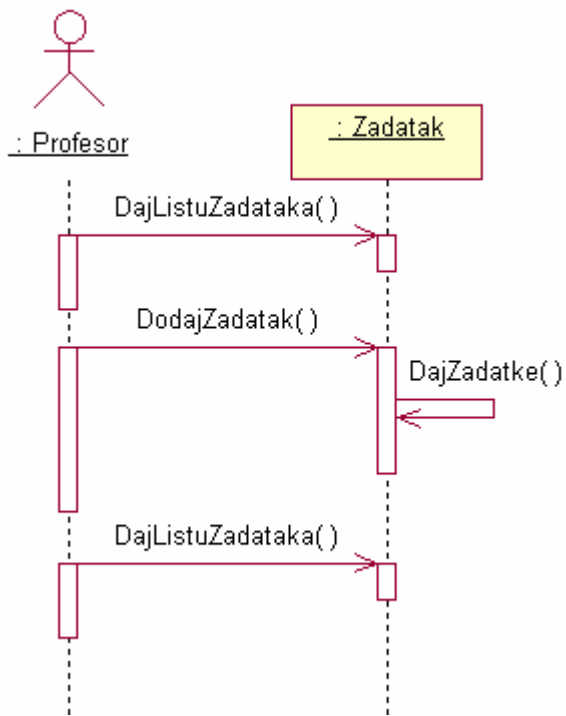 : Profesor
: Zadatak
DajListuZadataka( )
DodajZadatak( )
DajZadatke( )
DajListuZadataka( )